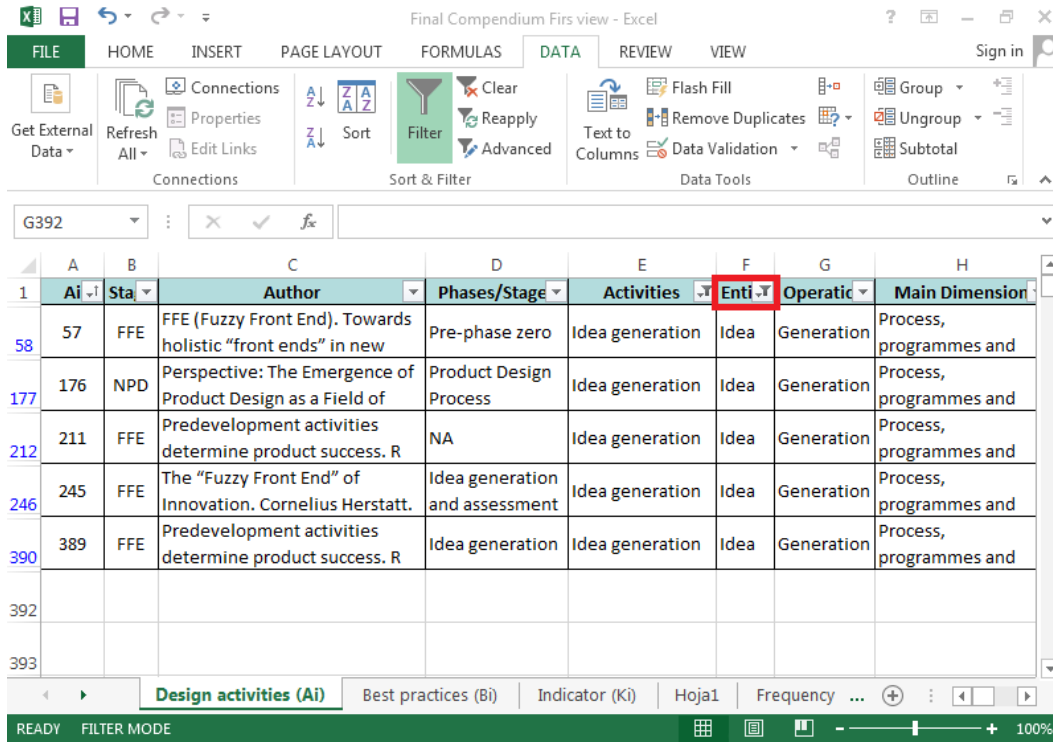 Final Compendium Firs view - Excel
FILE HOME INSERT PAGE LAYOUT FORMULAS DATA REVIEW VIEW Sign in
Get External Data
Refresh All
Connections
Properties
Edit Links
Connections
Sort
Filter
Clear
Reapply
Advanced
Sort & Filter
Text to Columns
Flash Fill
Remove Duplicates
Data Validation
Data Tools
Group
Ungroup
Subtotal
Outline
G392 fx
A B C D E F G H
1 Ai Sta Author Phases/Stage Activities Enti Operatic Main Dimension
58 57 FFE FFE (Fuzzy Front End). Towards holistic “front ends” in new Pre-phase zero Idea generation Idea Generation Process, programmes and
177 176 NPD Perspective: The Emergence of Product Design as a Field of Product Design Process Idea generation Idea Generation Process, programmes and
212 211 FFE Predevelopment activities determine product success. R NA Idea generation Idea Generation Process, programmes and
246 245 FFE The “Fuzzy Front End” of Innovation. Cornelius Herstatt. Idea generation and assessment Idea generation Idea Generation Process, programmes and
390 389 FFE Predevelopment activities determine product success. R Idea generation Idea generation Idea Generation Process, programmes and
392
393
Design activities (Ai) Best practices (Bi) Indicator (Ki) Hoja1 Frequency ...
READY FILTER MODE 100%